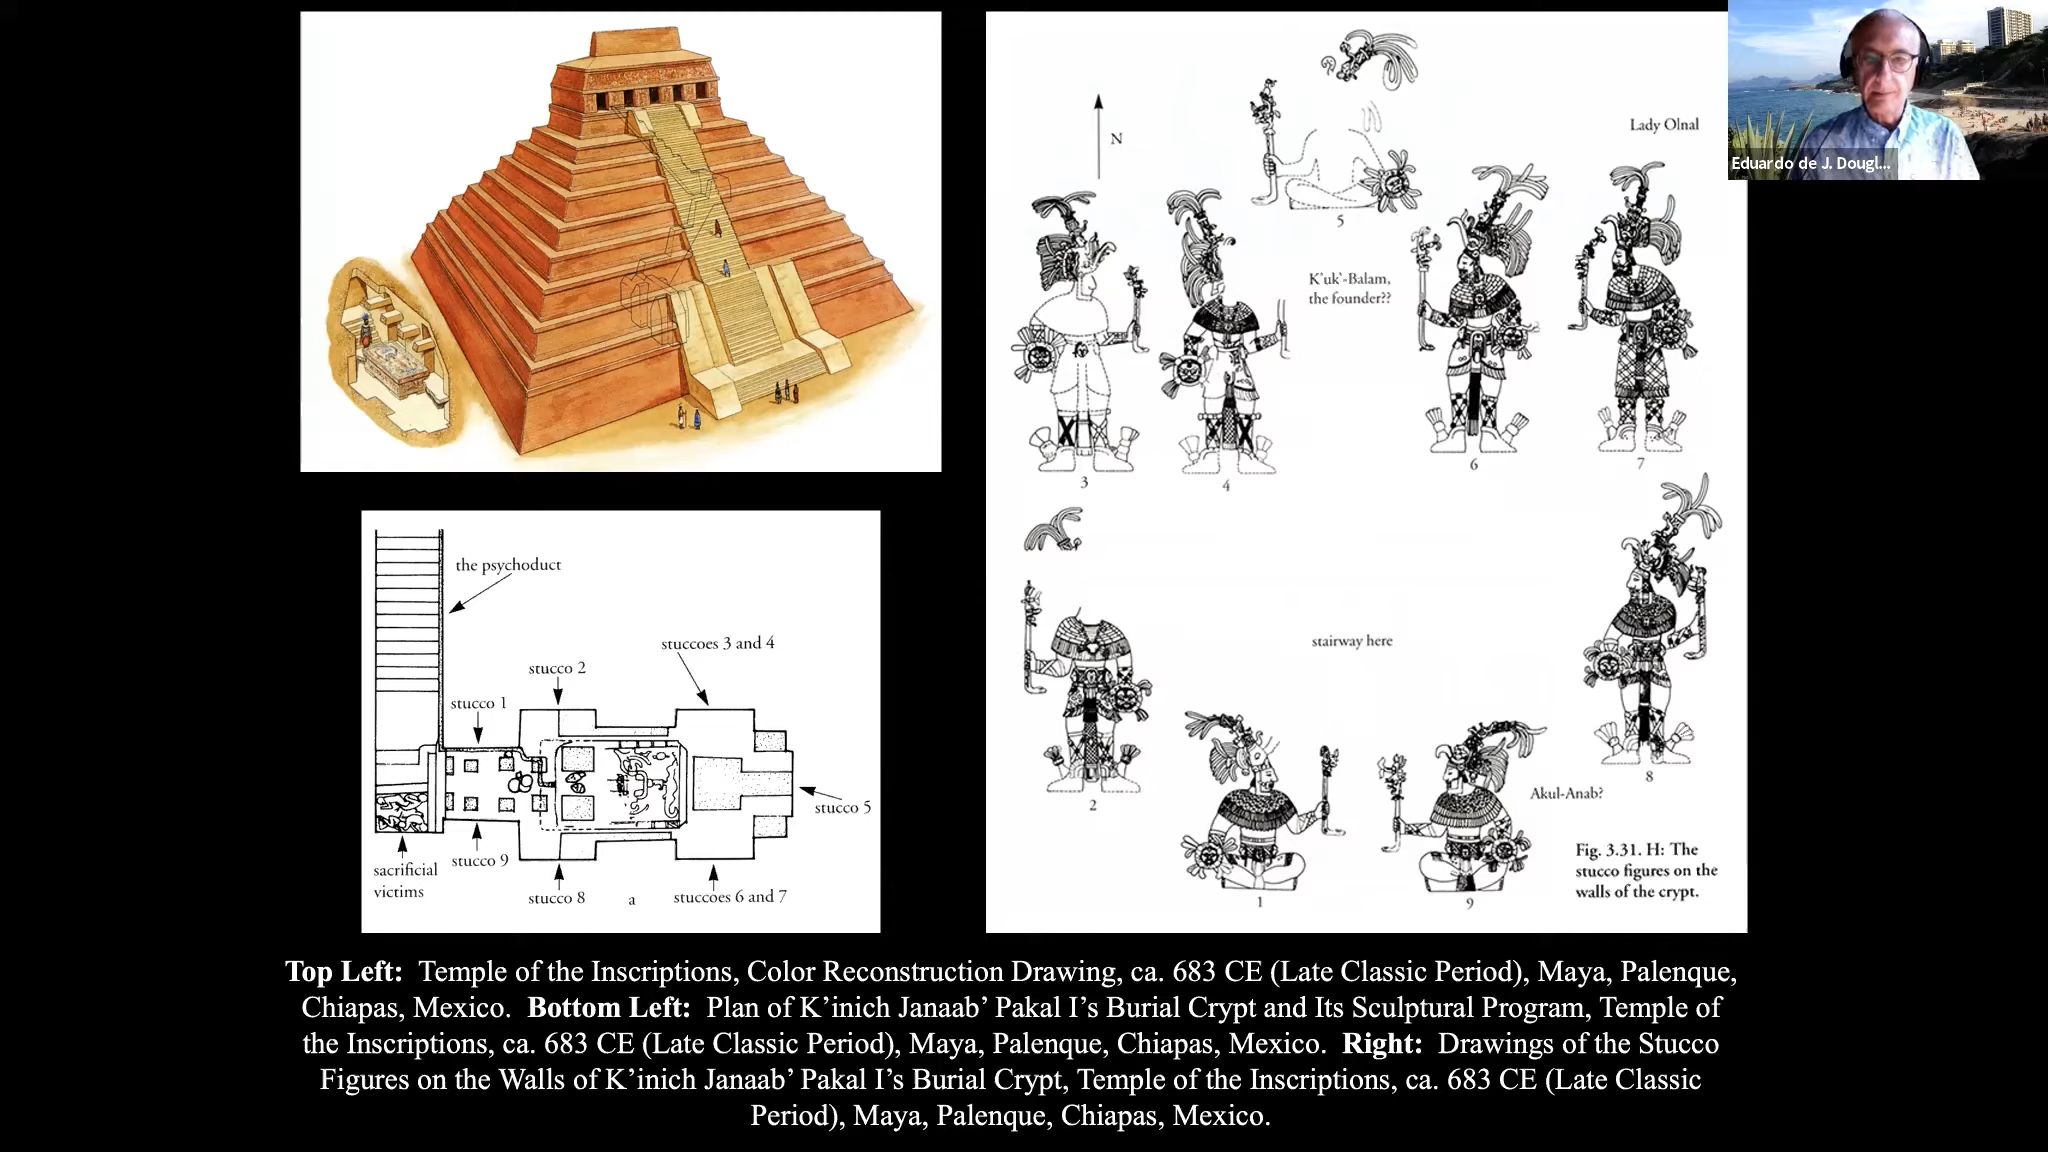 N
Lady Olnal
5
K’uk’-Balam,
the founder??
3
4
6
7
stairway here
2
8
Akul-Anab?
1
9
Fig. 3.31. H: The
stucco figures on the
walls of the crypt.
the psychoduct
stuccoes 3 and 4
stucco 2
stucco 1
stucco 5
stucco 9
sacrificial
victims
stucco 8
a
stuccoes 6 and 7
Eduardo de J. Dougl...
Top Left: Temple of the Inscriptions, Color Reconstruction Drawing, ca. 683 CE (Late Classic Period), Maya, Palenque,
Chiapas, Mexico. Bottom Left: Plan of K’inich Janaab’ Pakal I’s Burial Crypt and Its Sculptural Program, Temple of
the Inscriptions, ca. 683 CE (Late Classic Period), Maya, Palenque, Chiapas, Mexico. Right: Drawings of the Stucco
Figures on the Walls of K’inich Janaab’ Pakal I’s Burial Crypt, Temple of the Inscriptions, ca. 683 CE (Late Classic
Period), Maya, Palenque, Chiapas, Mexico.